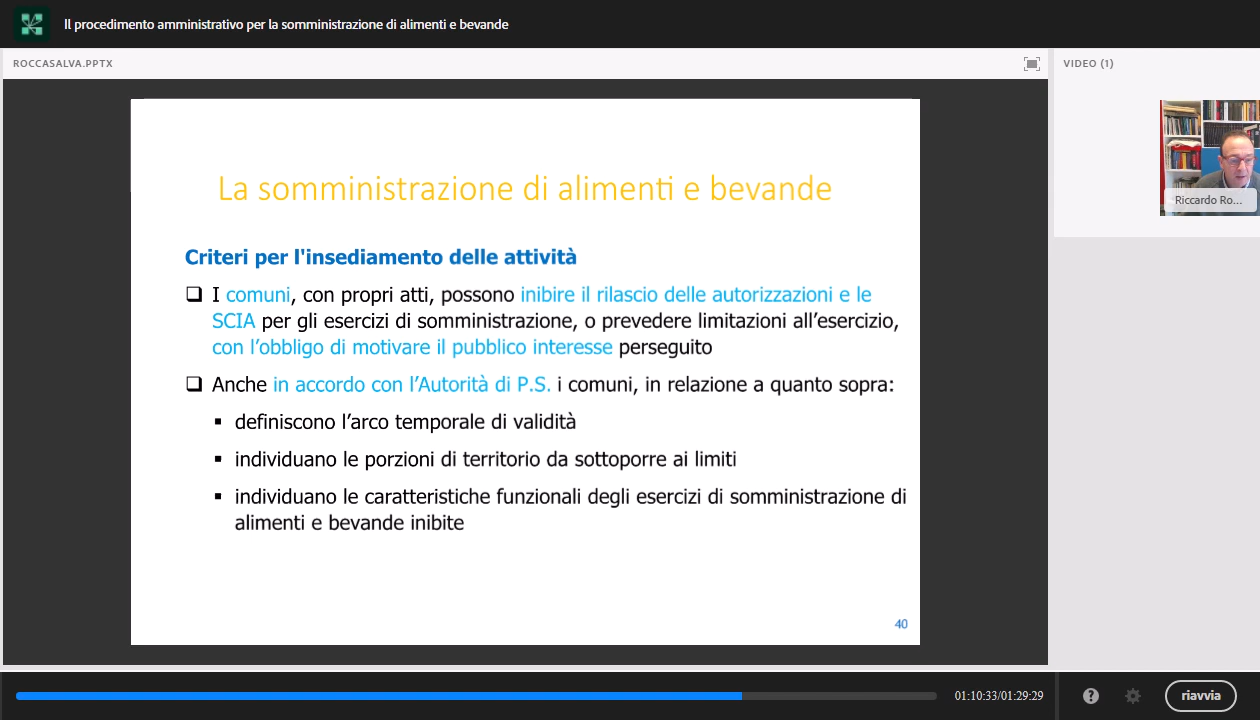 Il procedimento amministrativo per la somministrazione di alimenti e bevande
ROCCASALVA.PPTX
VIDEO (1)
La somministrazione di alimenti e bevande
Criteri per l'insediamento delle attività
I comuni, con propri atti, possono inibire il rilascio delle autorizzazioni e le
SCIA per gli esercizi di somministrazione, o prevedere limitazioni all'esercizio,
con l'obbligo di motivare il pubblico interesse perseguito
Anche in accordo con l'Autorità di P.S. i comuni, in relazione a quanto sopra:
definiscono l'arco temporale di validità
individuano le porzioni di territorio da sottoporre ai limiti
individuano le caratteristiche funzionali degli esercizi di somministrazione di
alimenti e bevande inibite
40
Riccardo Ro...
01:10:33/01:29:29
?
riavvia